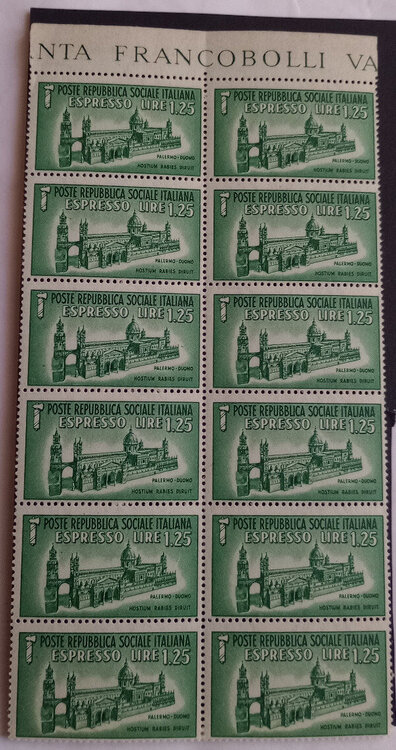 NTA FRANCOBOLLI VA
POSTE REPUBBLICA SOCIALE ITALIANA
ESPRESSO LIRE 1,25
PALERMO-DUOMO
HOSTIUM RABIES DIRUIT
POSTE REPUBBLICA SOCIALE ITALIANA
ESPRESSO LIRE 1,25
PALERMO-DUOMO
HOSTIUM RABIES DIRUIT
POSTE REPUBBLICA SOCIALE ITALIANA
ESPRESSO LIRE 1,25
PALERMO-DUOMO
HOSTIUM RABIES DIRUIT
POSTE REPUBBLICA SOCIALE ITALIANA
ESPRESSO LIRE 1,25
PALERMO-DUOMO
HOSTIUM RABIES DIRUIT
POSTE REPUBBLICA SOCIALE ITALIANA
ESPRESSO LIRE 1,25
PALERMO-DUOMO
HOSTIUM RABIES DIRUIT
POSTE REPUBBLICA SOCIALE ITALIANA
ESPRESSO LIRE 1,25
PALERMO-DUOMO
HOSTIUM RABIES DIRUIT
POSTE REPUBBLICA SOCIALE ITALIANA
ESPRESSO LIRE 1,25
PALERMO-DUOMO
HOSTIUM RABIES DIRUIT
POSTE REPUBBLICA SOCIALE ITALIANA
ESPRESSO LIRE 1,25
PALERMO-DUOMO
HOSTIUM RABIES DIRUIT
POSTE REPUBBLICA SOCIALE ITALIANA
ESPRESSO LIRE 1,25
PALERMO-DUOMO
HOSTIUM RABIES DIRUIT
POSTE REPUBBLICA SOCIALE ITALIANA
ESPRESSO LIRE 1,25
PALERMO-DUOMO
HOSTIUM RABIES DIRUIT
POSTE REPUBBLICA SOCIALE ITALIANA
ESPRESSO LIRE 1,25
PALERMO-DUOMO
HOSTIUM RABIES DIRUIT
POSTE REPUBBLICA SOCIALE ITALIANA
ESPRESSO LIRE 1,25
PALERMO-DUOMO
HOSTIUM RABIES DIRUIT